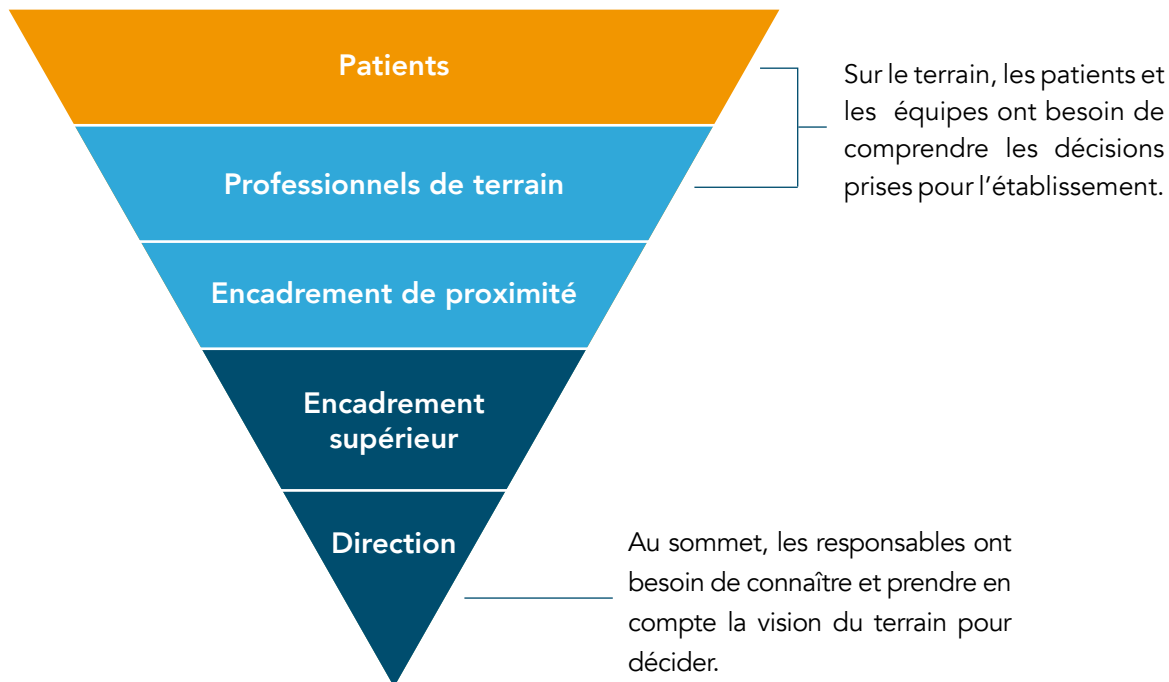 Patients
Sur le terrain, les patients et
les équipes ont besoin de
comprendre les décisions
prises pour l'établissement.
Professionnels de terrain
Encadrement de proximité
Encadrement
supérieur
Direction
Au sommet, les responsables ont
besoin de connaître et prendre en
compte la vision du terrain pour
décider.